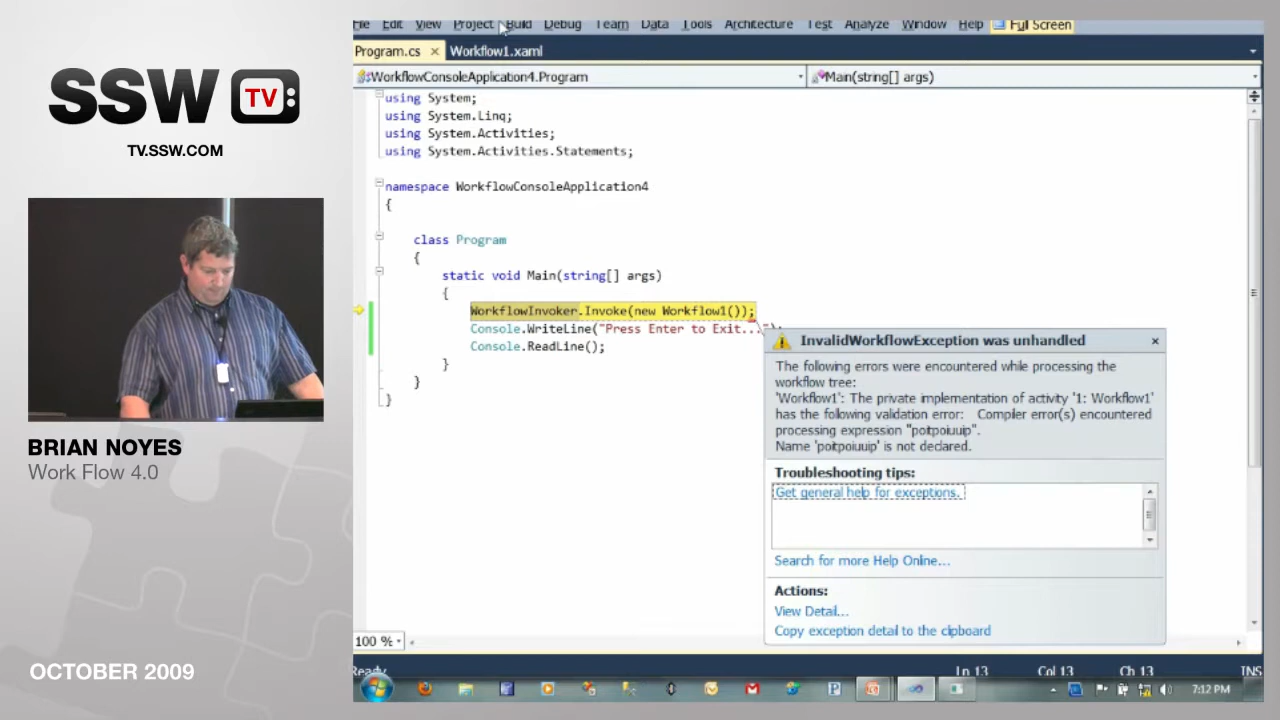 SSW TV:
TV.SSW.COM
BRIAN NOYES
Work Flow 4.0
OCTOBER 2009
File Edit View Project Build Debug Team Data Tools Architecture Test Analyze Window Help Full Screen
Program.cs × Workflow1.xaml
WorkflowConsoleApplication4.Program Main(string[] args)
using System;
using System.Linq;
using System.Activities;
using System.Activities.Statements;
namespace WorkflowConsoleApplication4
{
class Program
{
static void Main(string[] args)
{
WorkflowInvoker.Invoke(new Workflow1());
Console.WriteLine("Press Enter to Exit...");
Console.ReadLine();
}
}
}
InvalidWorkflowException was unhandled ×
The following errors were encountered while processing the
workflow tree:
'Workflow1': The private implementation of activity '1: Workflow1'
has the following validation error: Compiler error(s) encountered
processing expression "poitpoiuuip".
Name 'poitpoiuuip' is not declared.
Troubleshooting tips:
Get general help for exceptions.
Search for more Help Online...
Actions:
View Detail...
Copy exception detail to the clipboard
100 %
Ready Ln 13 Col 13 Ch 13 INS
7:12 PM